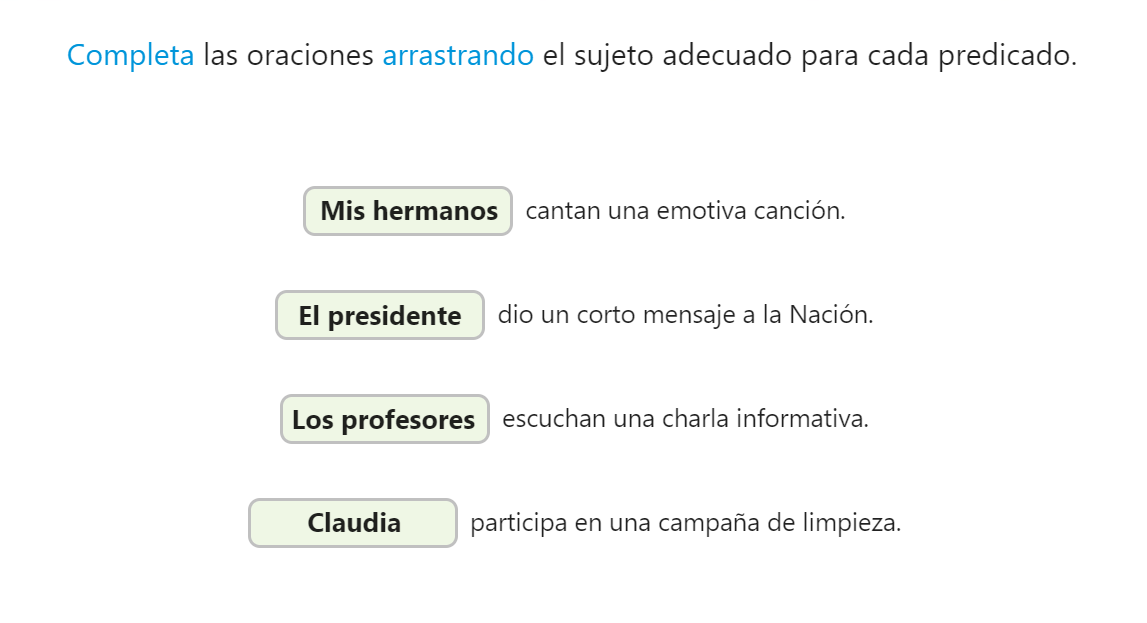 Completa las oraciones arrastrando el sujeto adecuado para cada predicado.
Mis hermanos cantan una emotiva canción.
El presidente dio un corto mensaje a la Nación.
Los profesores escuchan una charla informativa.
Claudia participa en una campaña de limpieza.